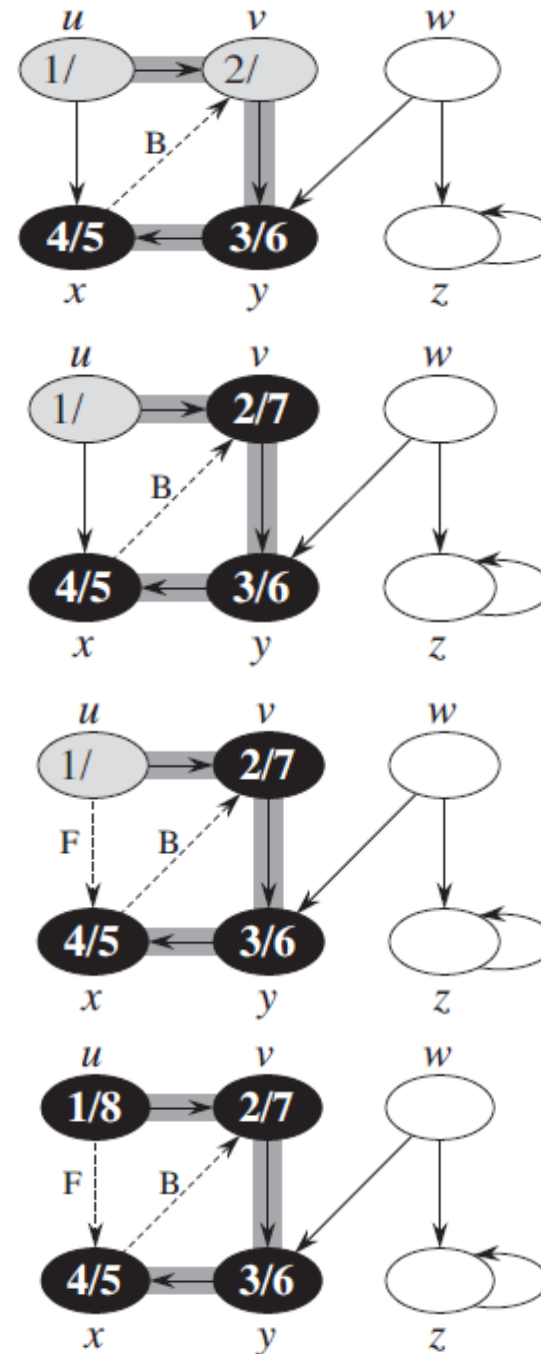 u v w
1/ 2/
B
4/5 3/6
x y z
u v w
1/ 2/7
B
4/5 3/6
x y z
u v w
1/ 2/7
F B
4/5 3/6
x y z
u v w
1/8 2/7
F B
4/5 3/6
x y z